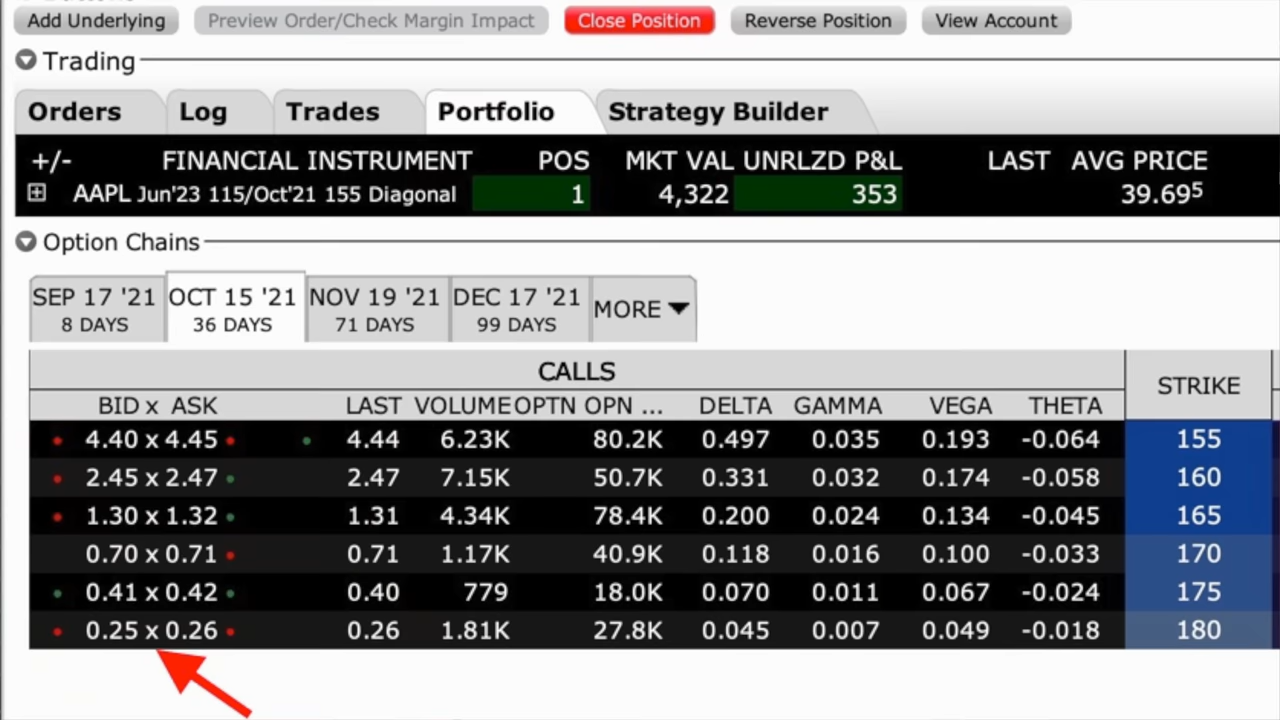 Add Underlying Preview Order/Check Margin Impact Close Position Reverse Position View Account
Trading
Orders Log Trades Portfolio Strategy Builder
+/- FINANCIAL INSTRUMENT POS MKT VAL UNRLZD P&L LAST AVG PRICE
AAPL Jun'23 115/Oct'21 155 Diagonal 1 4,322 353 39.69⁵
Option Chains
SEP 17 '21 OCT 15 '21 NOV 19 '21 DEC 17 '21 MORE
8 DAYS 36 DAYS 71 DAYS 99 DAYS
CALLS STRIKE
BID x ASK LAST VOLUME OPTN OPN ... DELTA GAMMA VEGA THETA
4.40 x 4.45 4.44 6.23K 80.2K 0.497 0.035 0.193 -0.064 155
2.45 x 2.47 2.47 7.15K 50.7K 0.331 0.032 0.174 -0.058 160
1.30 x 1.32 1.31 4.34K 78.4K 0.200 0.024 0.134 -0.045 165
0.70 x 0.71 0.71 1.17K 40.9K 0.118 0.016 0.100 -0.033 170
0.41 x 0.42 0.40 779 18.0K 0.070 0.011 0.067 -0.024 175
0.25 x 0.26 0.26 1.81K 27.8K 0.045 0.007 0.049 -0.018 180